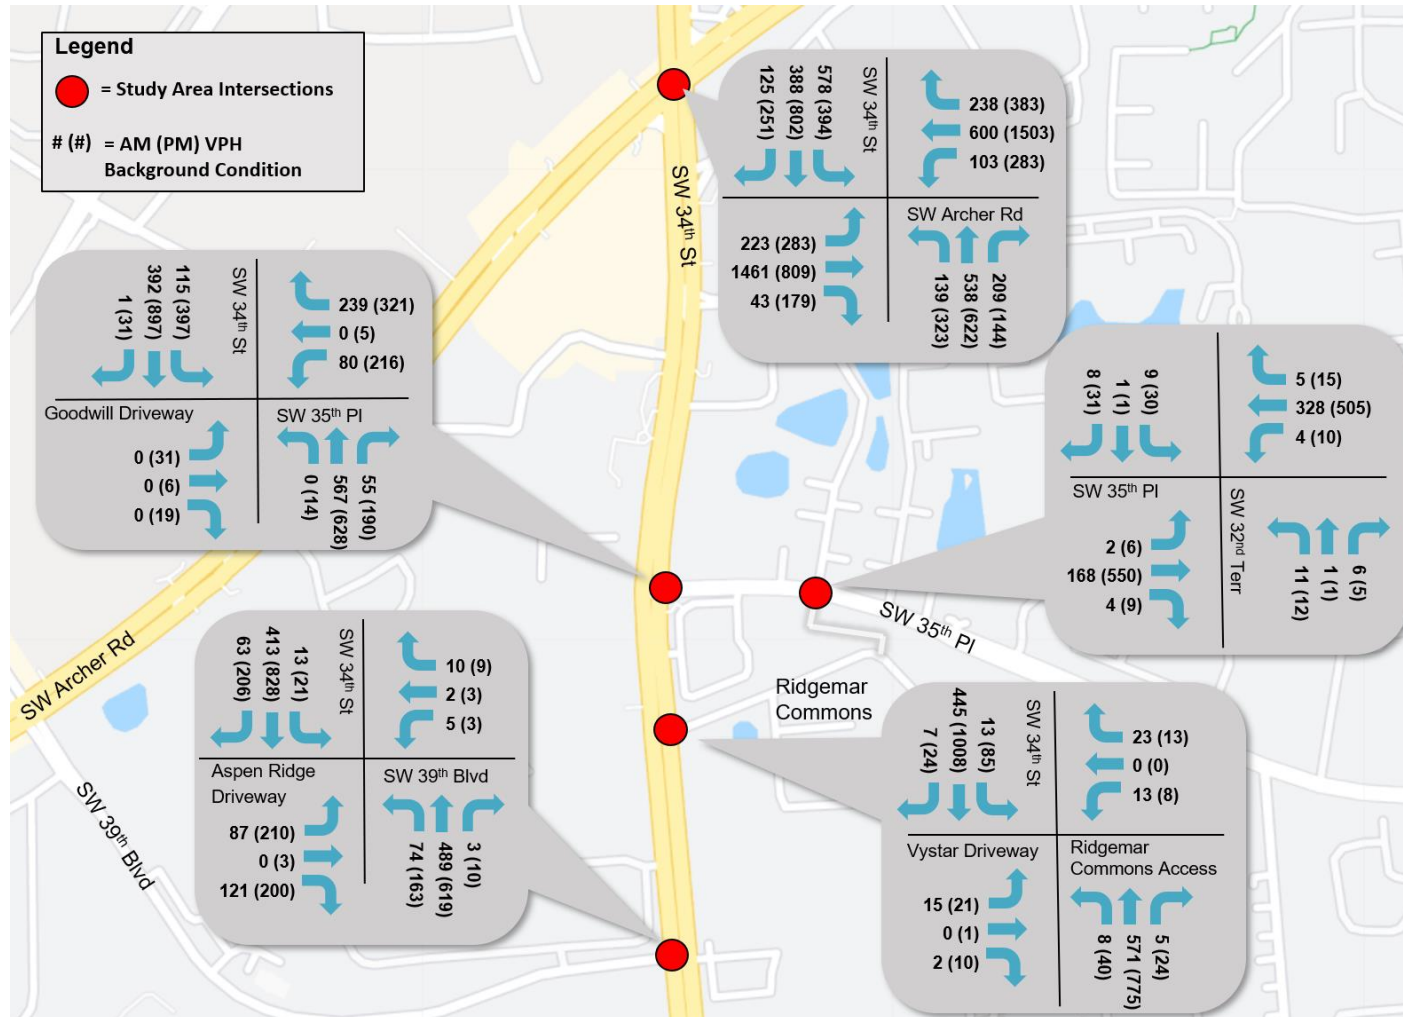 Legend
= Study Area Intersections
# (#) = AM (PM) VPH
Background Condition
125 (251)
388 (802)
578 (394)
SW 34th St
238 (383)
600 (1503)
103 (283)
223 (283)
1461 (809)
43 (179)
SW Archer Rd
139 (323)
538 (622)
209 (144)
SW 34th St
1 (31)
392 (897)
115 (397)
SW 34th St
239 (321)
0 (5)
80 (216)
Goodwill Driveway
0 (31)
0 (6)
0 (19)
SW 35th Pl
0 (14)
567 (628)
55 (190)
8 (31)
1 (1)
9 (30)
5 (15)
328 (505)
4 (10)
SW 35th Pl
2 (6)
168 (550)
4 (9)
SW 32nd Terr
11 (12)
1 (1)
6 (5)
SW 35th Pl
SW Archer Rd
SW 39th Blvd
63 (206)
413 (828)
13 (21)
SW 34th St
10 (9)
2 (3)
5 (3)
Aspen Ridge
Driveway
87 (210)
0 (3)
121 (200)
SW 39th Blvd
74 (163)
489 (619)
3 (10)
Ridgemar
Commons
7 (24)
445 (1008)
13 (85)
SW 34th St
23 (13)
0 (0)
13 (8)
Vystar Driveway
15 (21)
0 (1)
2 (10)
Ridgemar
Commons Access
8 (40)
571 (775)
5 (24)